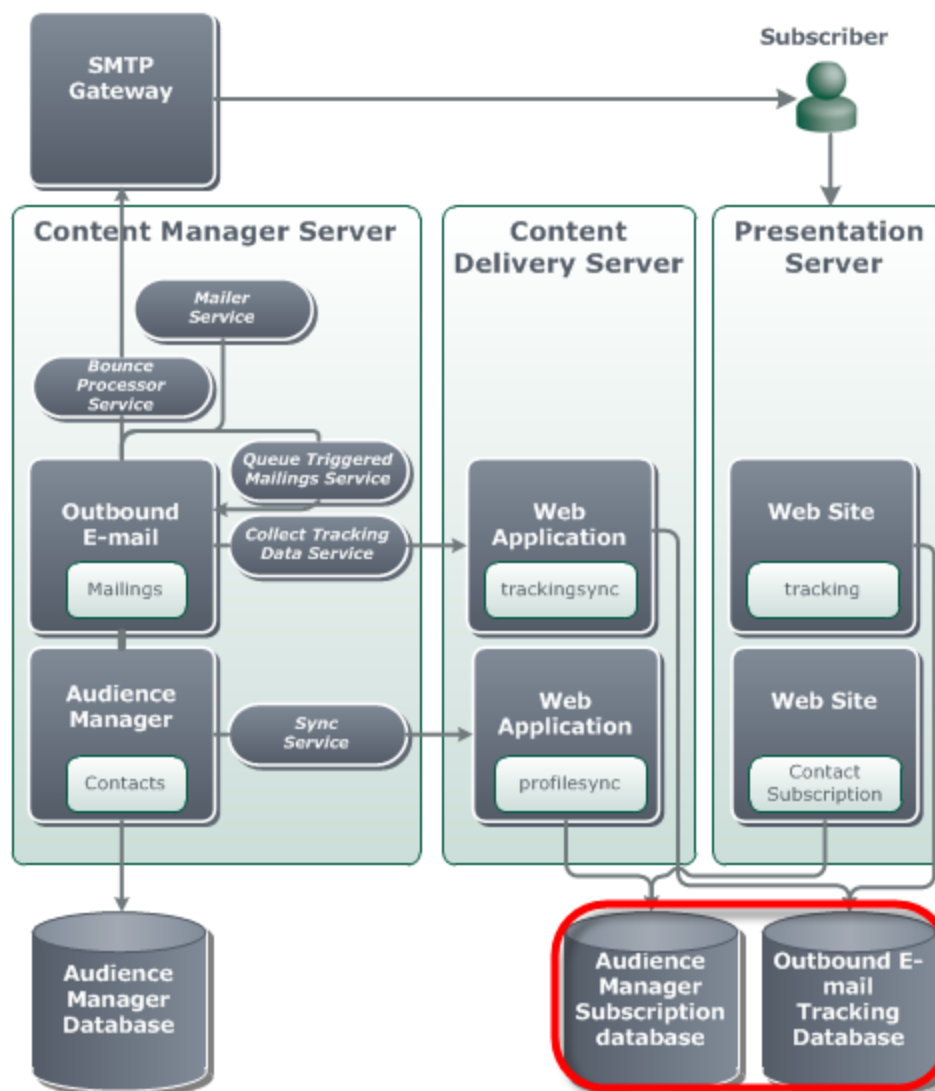 Subscriber
SMTP
Gateway
Content Manager Server
Content
Delivery Server
Presentation
Server
Mailer
Service
Bounce
Processor
Service
Queue Triggered
Mailings Service
Outbound
E-mail
Mailings
Collect Tracking
Data Service
Web
Application
trackingsync
Web Site
tracking
Audience
Manager
Contacts
Sync
Service
Web
Application
profilesync
Web Site
Contact
Subscription
Audience
Manager
Database
Audience
Manager
Subscription
database
Outbound E-
mail
Tracking
Database